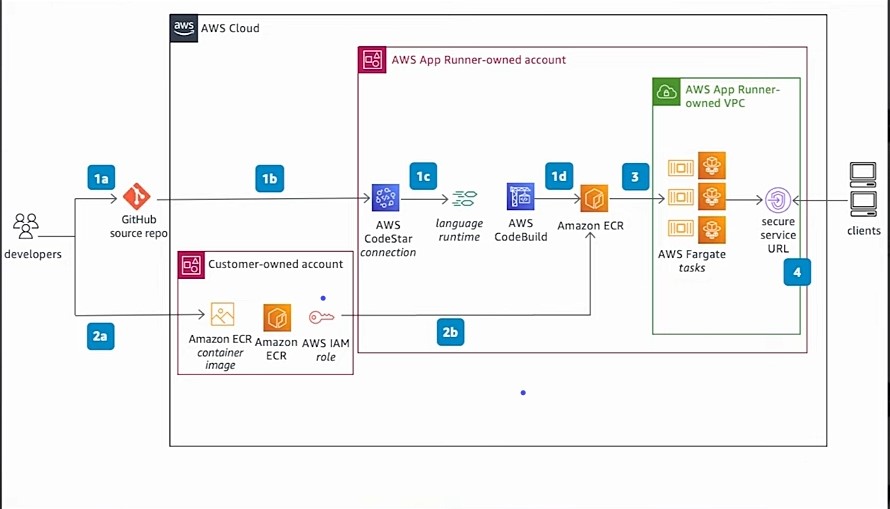 aws
AWS Cloud
AWS App Runner-owned account
AWS App Runner-
owned VPC
1a
1b
1c
1d
3
GitHub
source repo
AWS
CodeStar
connection
language
runtime
AWS
CodeBuild
Amazon ECR
AWS Fargate
tasks
secure
service
URL
4
clients
developers
Customer-owned account
2a
Amazon ECR
container
image
Amazon
ECR
AWS IAM
role
2b